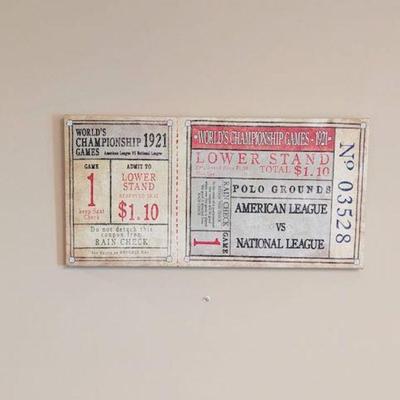 WORLD'S
CHAMPIONSHIP 1921
GAMES American League VS National League
GAME
1
Keep Seat
Check
ADMIT TO
LOWER
STAND
$1.10
Do not detach this
coupon from
RAIN CHECK
WORLD'S CHAMPIONSHIP GAMES - 1921
LOWER STAND
TOTAL $1.10
RAIN CHECK
GAME
1
POLO GROUNDS
AMERICAN LEAGUE
VS
NATIONAL LEAGUE
No 03528